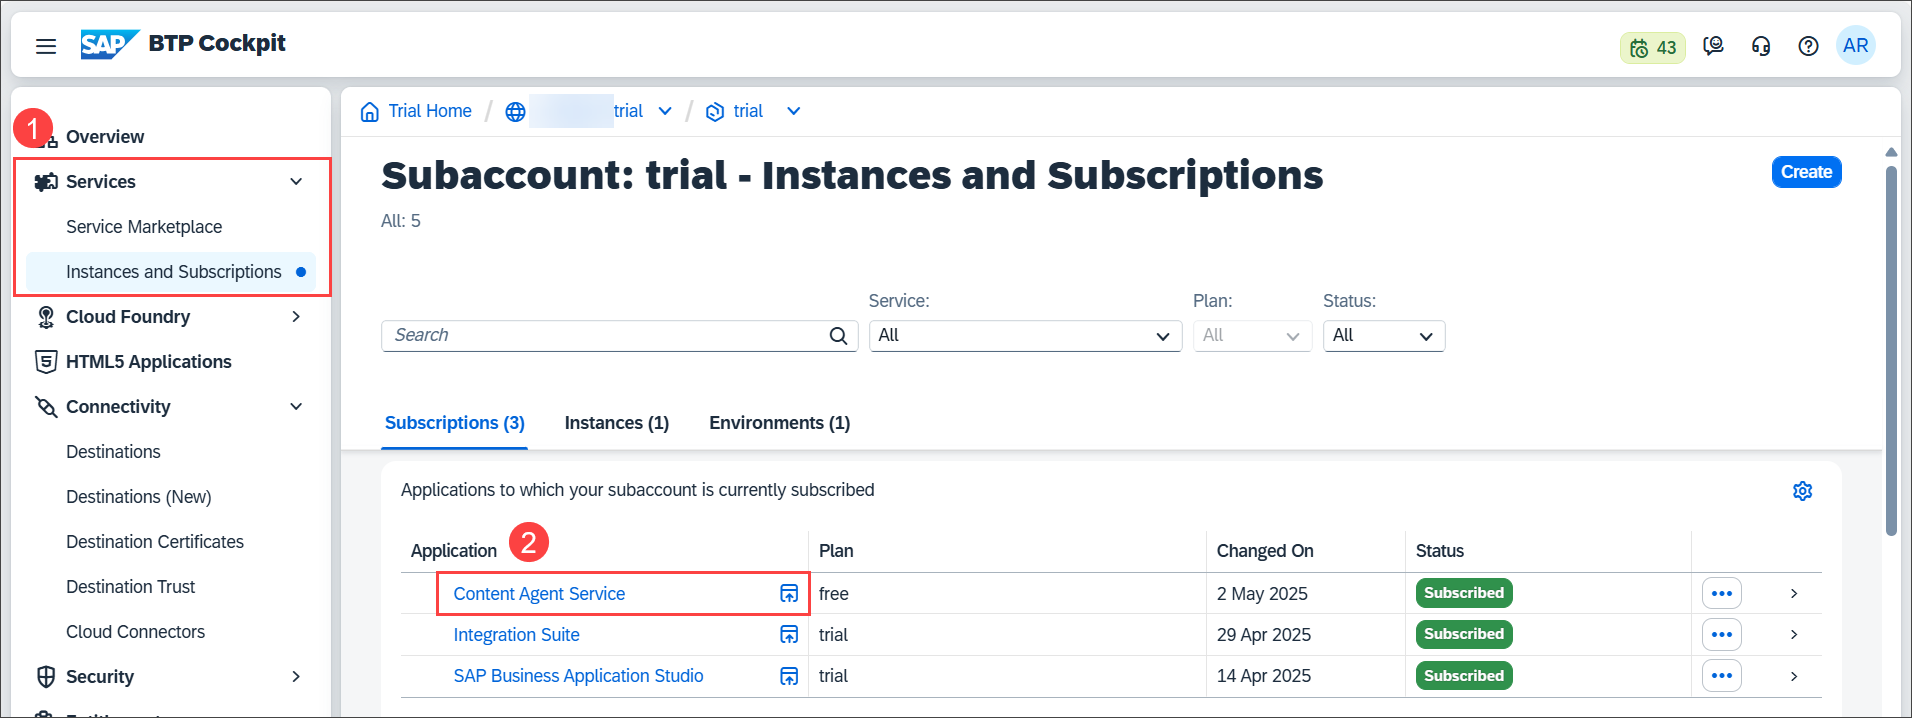 SAP BTP Cockpit
43
AR
1
Overview
Services
Service Marketplace
Instances and Subscriptions
Cloud Foundry
HTML5 Applications
Connectivity
Destinations
Destinations (New)
Destination Certificates
Destination Trust
Cloud Connectors
Security
Trial Home / trial / trial
Subaccount: trial - Instances and Subscriptions
Create
All: 5
Service: Plan: Status:
Search All All All
Subscriptions (3) Instances (1) Environments (1)
Applications to which your subaccount is currently subscribed
2
Application Plan Changed On Status
Content Agent Service free 2 May 2025 Subscribed
Integration Suite trial 29 Apr 2025 Subscribed
SAP Business Application Studio trial 14 Apr 2025 Subscribed